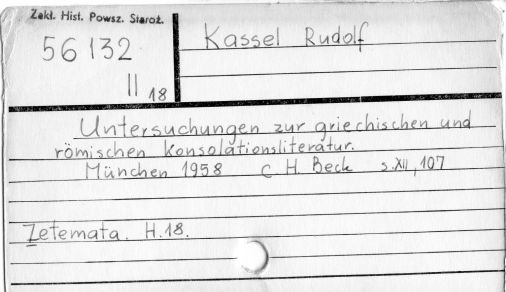 Zakł. Hist. Powsz. Staroż.
56132
II 18
Kassel Rudolf
Untersuchungen zur griechischen und
römischen Konsolationsliteratur.
München 1958 C H. Beck s.XII, 107
Zetemata. H.18.